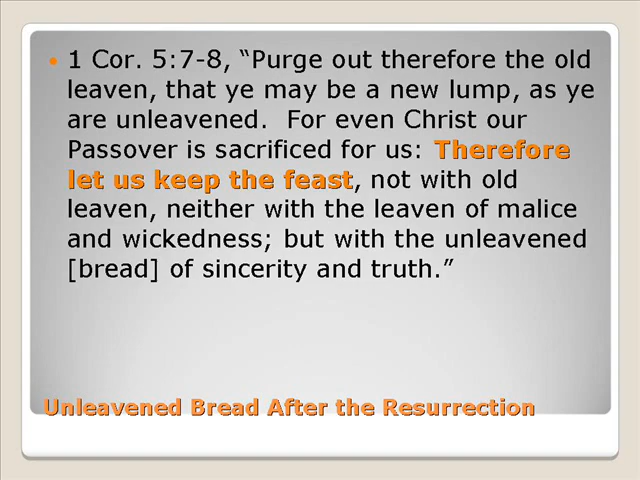 • 1 Cor. 5:7-8, “Purge out therefore the old
leaven, that ye may be a new lump, as ye
are unleavened.  For even Christ our
Passover is sacrificed for us: Therefore
let us keep the feast, not with old
leaven, neither with the leaven of malice
and wickedness; but with the unleavened
[bread] of sincerity and truth.”
Unleavened Bread After the Resurrection